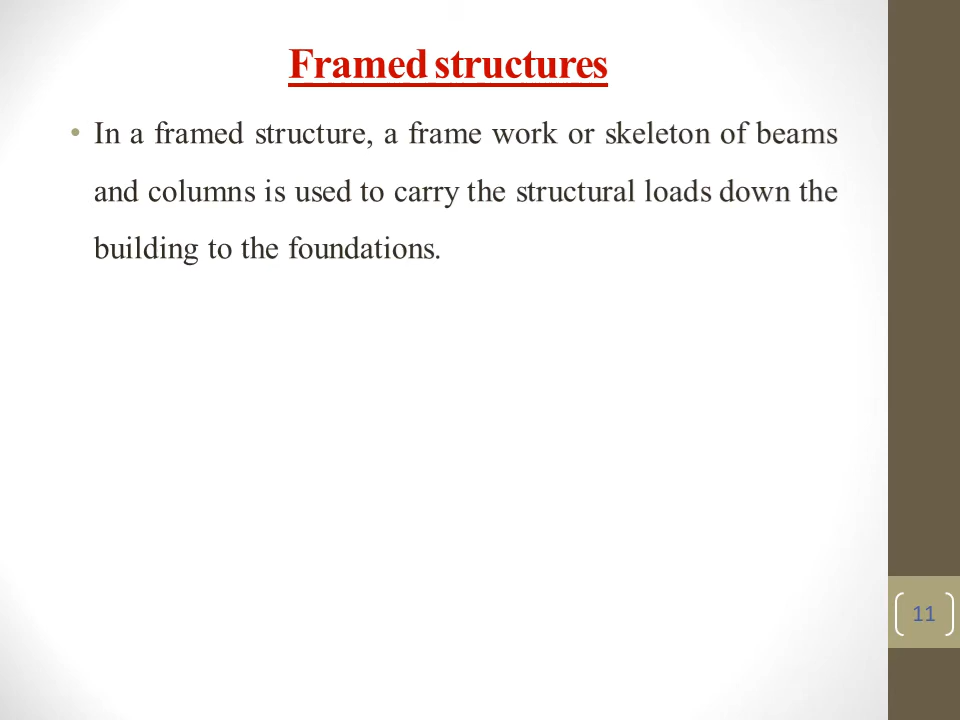 Framed structures
• In a framed structure, a frame work or skeleton of beams
and columns is used to carry the structural loads down the
building to the foundations.
11